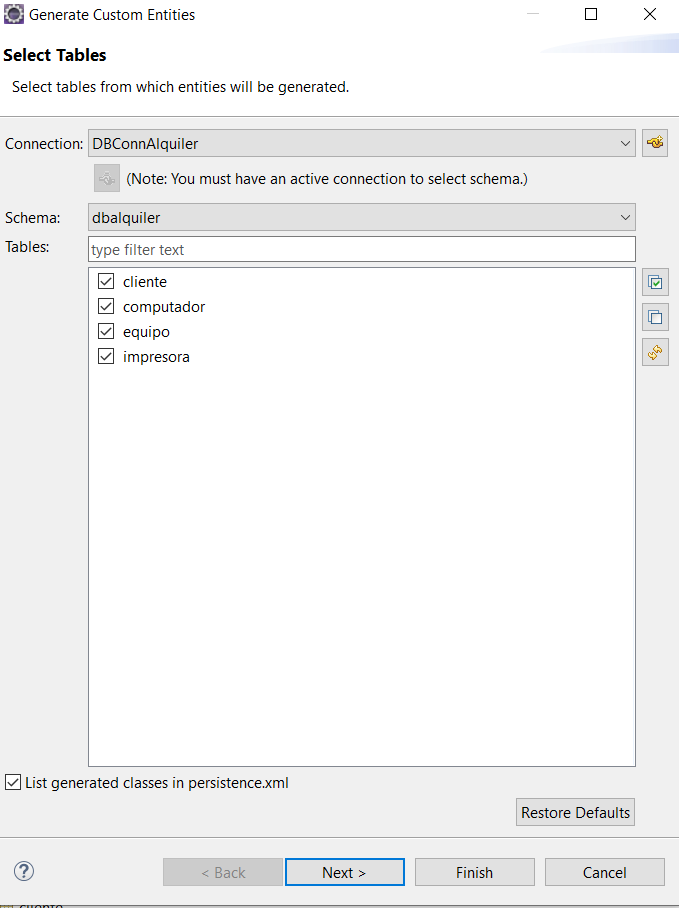 Generate Custom Entities
Select Tables
Select tables from which entities will be generated.
Connection: DBConnAlquiler
(Note: You must have an active connection to select schema.)
Schema: dbalquiler
Tables: type filter text
cliente
computador
equipo
impresora
List generated classes in persistence.xml
Restore Defaults
? < Back Next > Finish Cancel